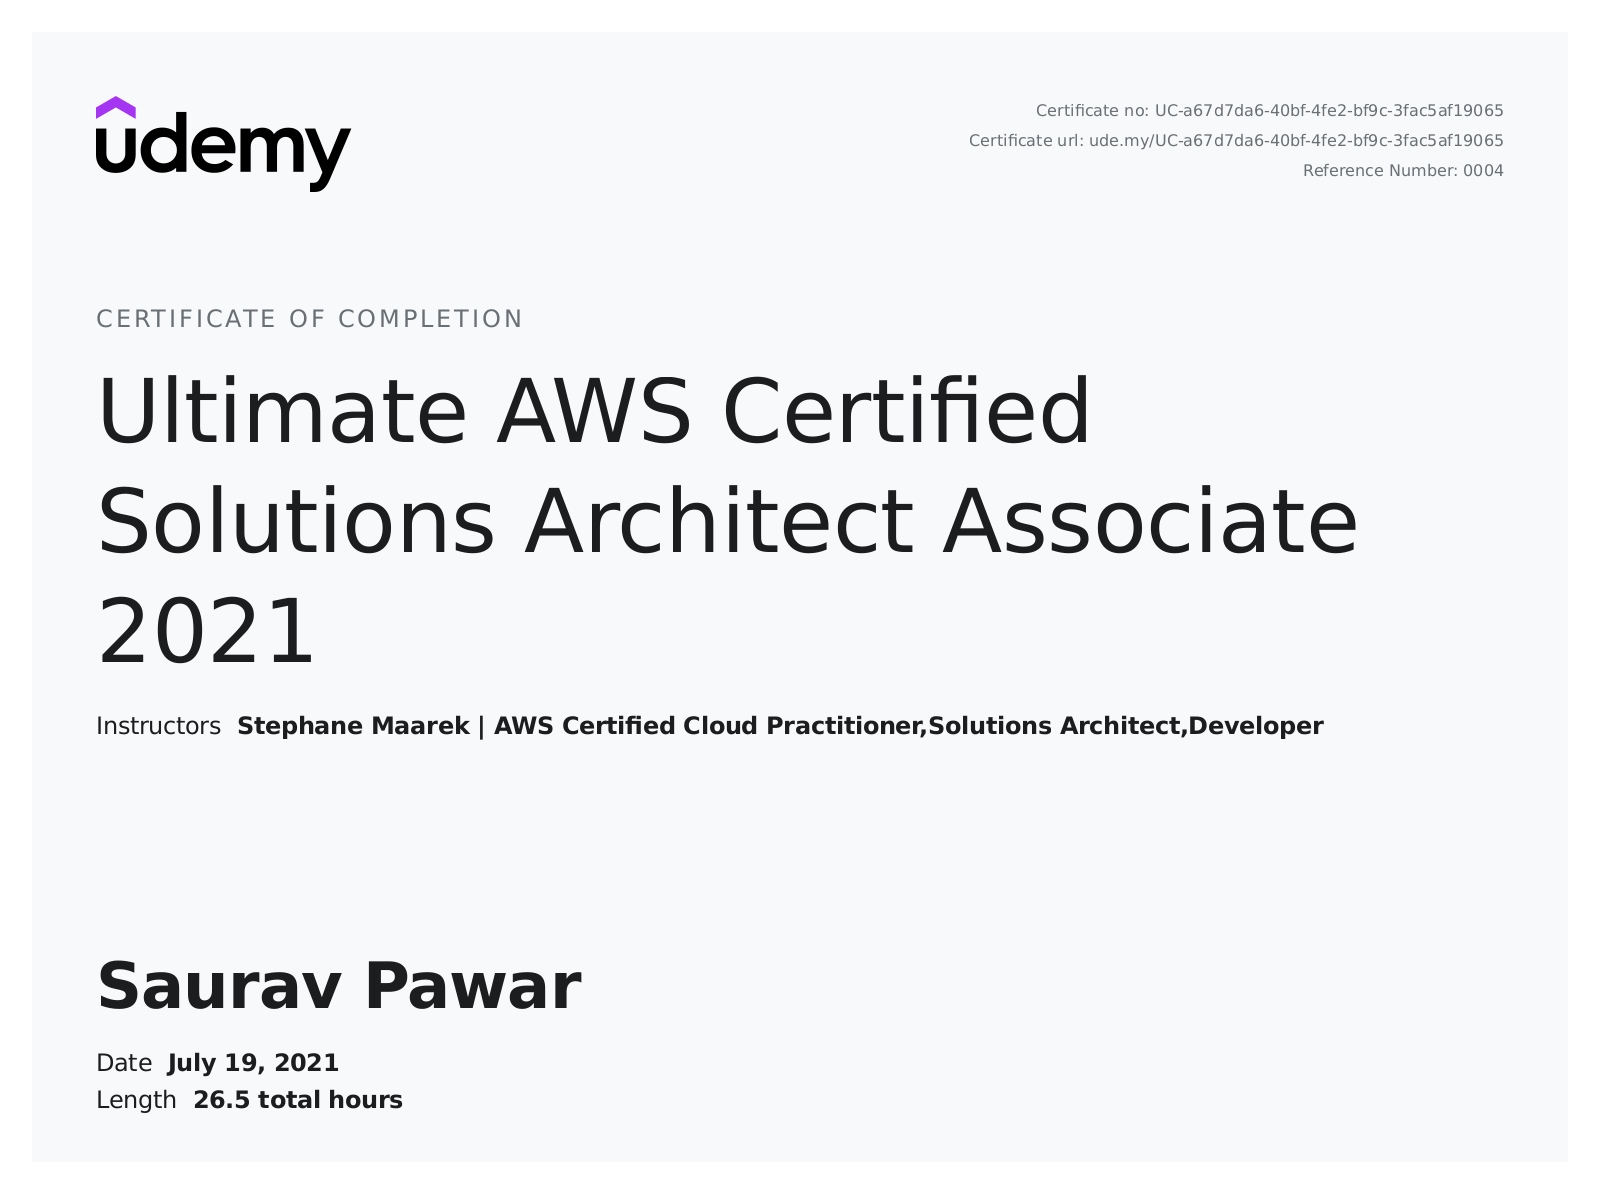 udemy
Certificate no: UC-a67d7da6-40bf-4fe2-bf9c-3fac5af19065
Certificate url: ude.my/UC-a67d7da6-40bf-4fe2-bf9c-3fac5af19065
Reference Number: 0004
CERTIFICATE OF COMPLETION
Ultimate AWS Certified
Solutions Architect Associate
2021
Instructors Stephane Maarek | AWS Certified Cloud Practitioner,Solutions Architect,Developer
Saurav Pawar
Date July 19, 2021
Length 26.5 total hours